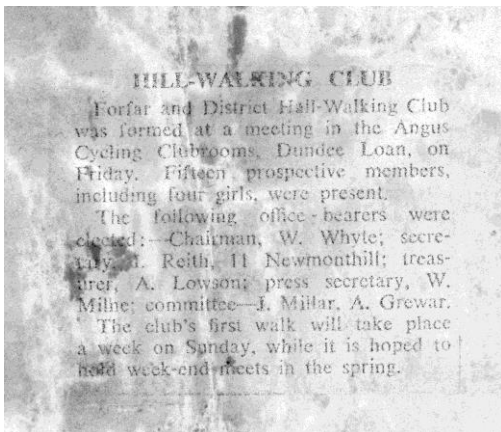 HILL-WALKING CLUB
Forfar and District Hall-Walking Club
was formed at a meeting in the Angus
Cycling Clubrooms, Dundee Loan, on
Friday. Fifteen prospective members,
including four girls, were present.
The following office-bearers were
elected:—Chairman, W. Whyte; secre-
tary, Reith, 11 Newmonthill; treas-
urer, A. Lowson; press secretary, W.
Milne; committee—J. Millar, A. Grewar.
The club's first walk will take place
a week on Sunday, while it is hoped to
hold week-end meets in the spring.